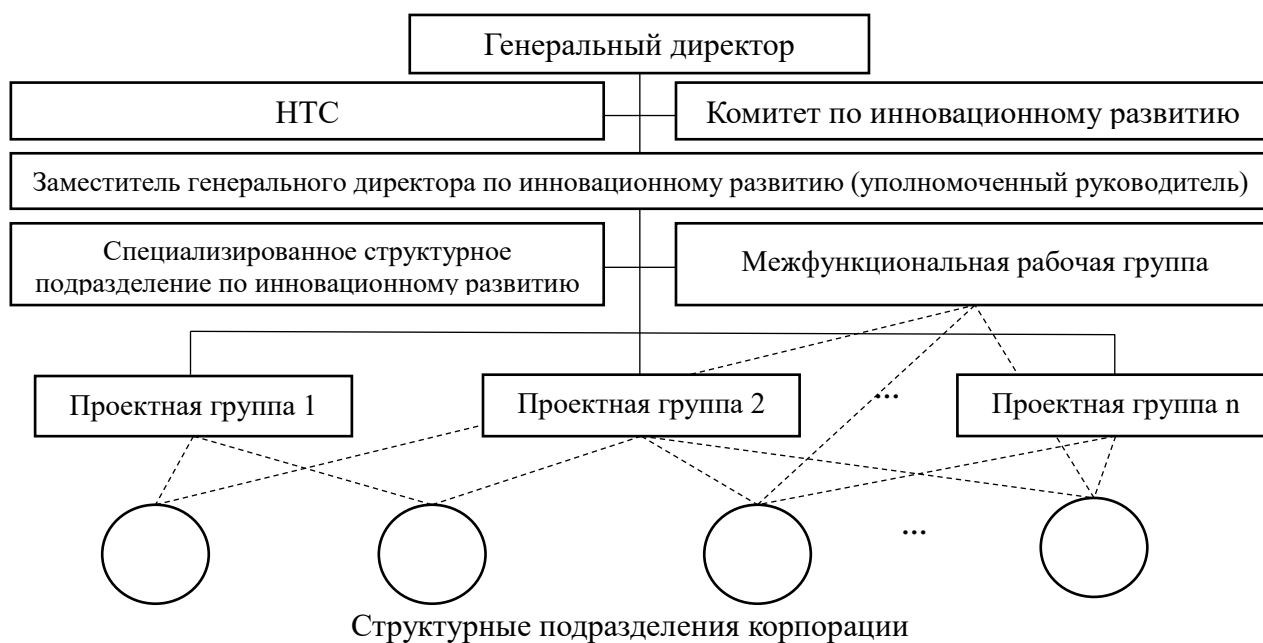 Генеральный директор
НТС
Комитет по инновационному развитию
Заместитель генерального директора по инновационному развитию (уполномоченный руководитель)
Специализированное структурное
подразделение по инновационному развитию
Межфункциональная рабочая группа
Проектная группа 1
Проектная группа 2
...
Проектная группа n
...
Структурные подразделения корпорации